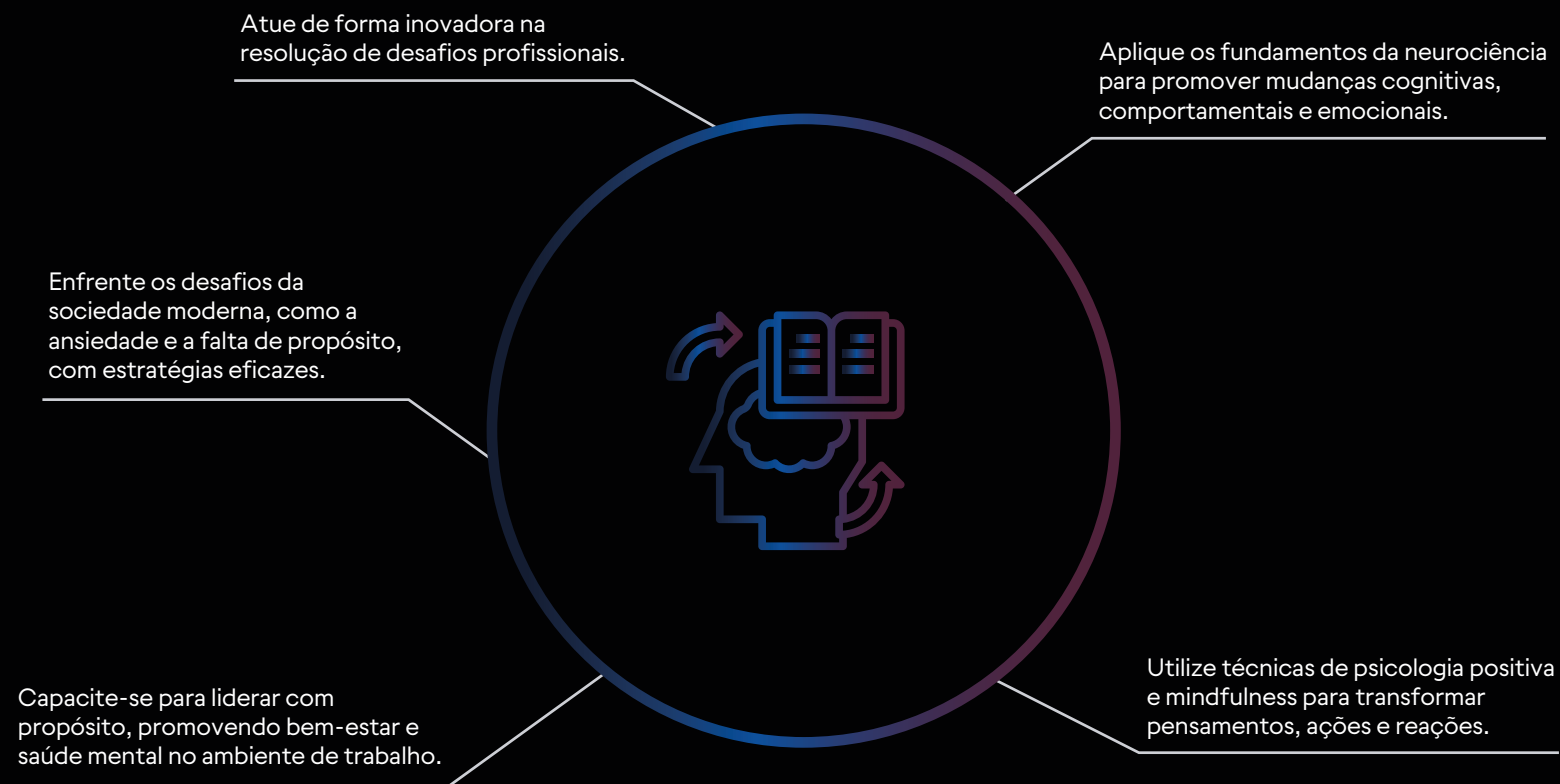 Atue de forma inovadora na
resolução de desafios profissionais.
Aplique os fundamentos da neurociência
para promover mudanças cognitivas,
comportamentais e emocionais.
Enfrente os desafios da
sociedade moderna, como a
ansiedade e a falta de propósito,
com estratégias eficazes.
Capacite-se para liderar com
propósito, promovendo bem-estar e
saúde mental no ambiente de trabalho.
Utilize técnicas de psicologia positiva
e mindfulness para transformar
pensamentos, ações e reações.